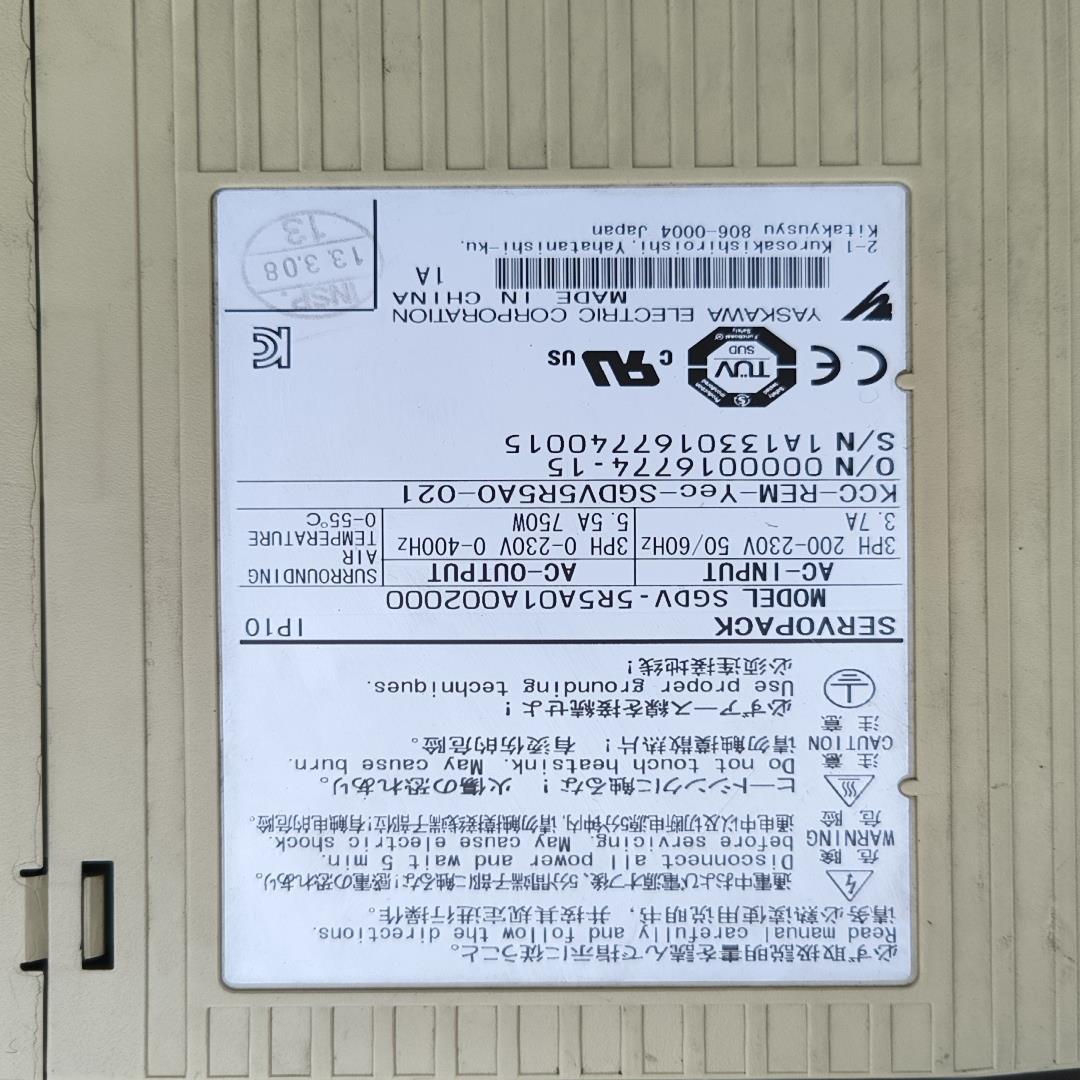 必ず取扱説明書を読んで指示に従うこと。
Read manual carefully and follow the directions.
请务必熟读使用说明书，并按其规定进行操作。
危 険
WARNING
危 险
通電中および電源オフ後、5分間端子部に触るな！感電の恐れあり。
Disconnect all power and wait 5 min.
before servicing. May cause electric shock.
通电中以及切断电源5分钟内，请勿触摸接线端子部位！有触电的危险。
注 意
CAUTION
注 意
ヒートシンクに触るな！ 火傷の恐れあり。
Do not touch heatsink. May cause burn.
请勿触摸散热片！ 有烫伤的危险。
必ずアース線を接続せよ！
Use proper grounding techniques.
必须连接地线！
SERVOPACK IP10
MODEL SGDV-5R5A01A002000
AC-INPUT AC-OUTPUT SURROUNDING
AIR
TEMPERATURE
0-55°C
3PH 200-230V 50/60Hz 3PH 0-230V 0-400Hz
3.7A 5.5A 750W
KCC-REM-Yec-SGDV5R5A0-021
O/N 0000016774-15
S/N 1A1330167740015
CE
TÜV
SUD
Functional
Safety
c UR US
YASKAWA ELECTRIC CORPORATION
MADE IN CHINA
1A
2-1 Kurosakishiroishi, Yahatanishi-ku,
Kitakyusyu 806-0004 Japan
INSP.
13.3.08
13